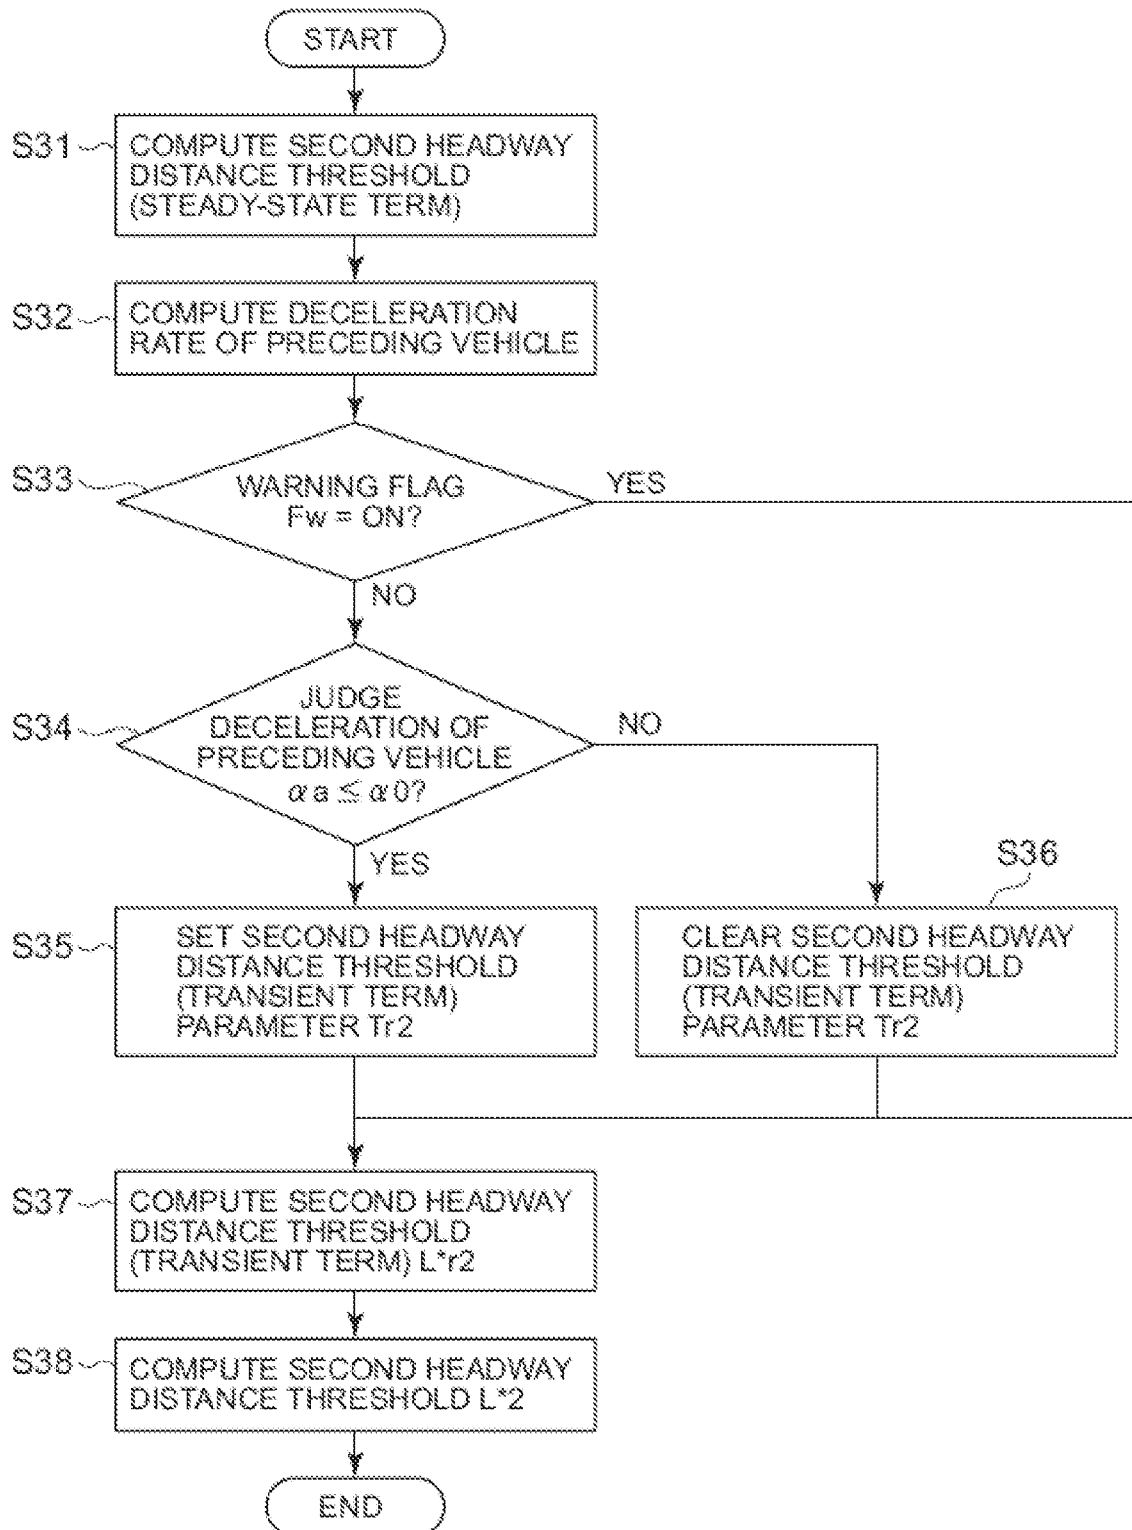 START
S31
COMPUTE SECOND HEADWAY
DISTANCE THRESHOLD
(STEADY-STATE TERM)
S32
COMPUTE DECELERATION
RATE OF PRECEDING VEHICLE
S33
WARNING FLAG
Fw = ON?
YES
NO
S34
JUDGE
DECELERATION OF
PRECEDING VEHICLE
αa ≦ α0?
NO
YES
S35
SET SECOND HEADWAY
DISTANCE THRESHOLD
(TRANSIENT TERM)
PARAMETER Tr2
S36
CLEAR SECOND HEADWAY
DISTANCE THRESHOLD
(TRANSIENT TERM)
PARAMETER Tr2
S37
COMPUTE SECOND HEADWAY
DISTANCE THRESHOLD
(TRANSIENT TERM) L*r2
S38
COMPUTE SECOND HEADWAY
DISTANCE THRESHOLD L*2
END